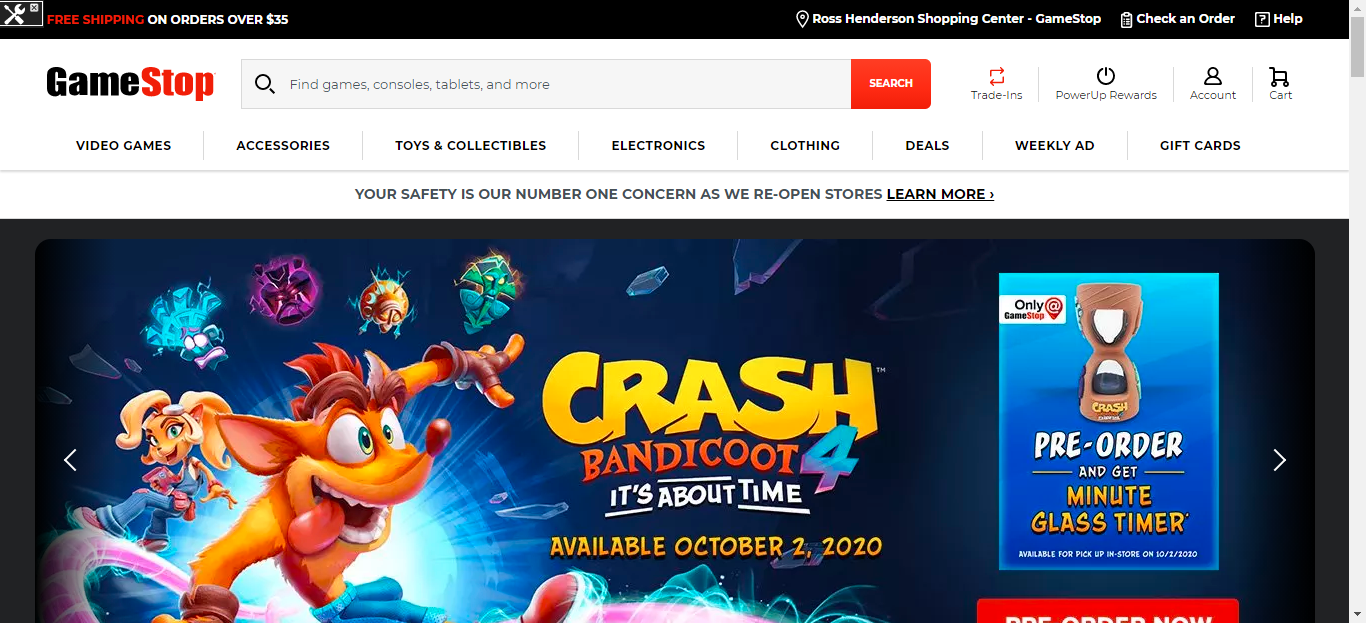 FREE SHIPPING ON ORDERS OVER $35
Ross Henderson Shopping Center - GameStop
Check an Order
Help
GameStop
Find games, consoles, tablets, and more
SEARCH
Trade-Ins
PowerUp Rewards
Account
Cart
VIDEO GAMES
ACCESSORIES
TOYS & COLLECTIBLES
ELECTRONICS
CLOTHING
DEALS
WEEKLY AD
GIFT CARDS
YOUR SAFETY IS OUR NUMBER ONE CONCERN AS WE RE-OPEN STORES LEARN MORE ›
CRASH™
BANDICOOT 4
IT'S ABOUT TIME
AVAILABLE OCTOBER 2, 2020
Only @
GameStop
CRASH
PRE-ORDER
AND GET
MINUTE
GLASS TIMER*
AVAILABLE FOR PICK UP IN-STORE ON 10/2/2020
PRE-ORDER NOW